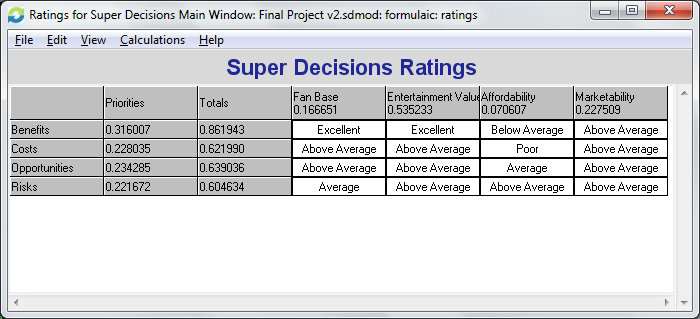 Ratings for Super Decisions Main Window: Final Project v2.sdmod: formulaic: ratings
File Edit View Calculations Help
Super Decisions Ratings
Priorities Totals Fan Base 0.166651 Entertainment Value 0.535233 Affordability 0.070607 Marketability 0.227509
Benefits 0.316007 0.861943 Excellent Excellent Below Average Above Average
Costs 0.228035 0.621990 Above Average Above Average Poor Above Average
Opportunities 0.234285 0.639036 Above Average Above Average Average Above Average
Risks 0.221672 0.604634 Average Above Average Above Average Above Average